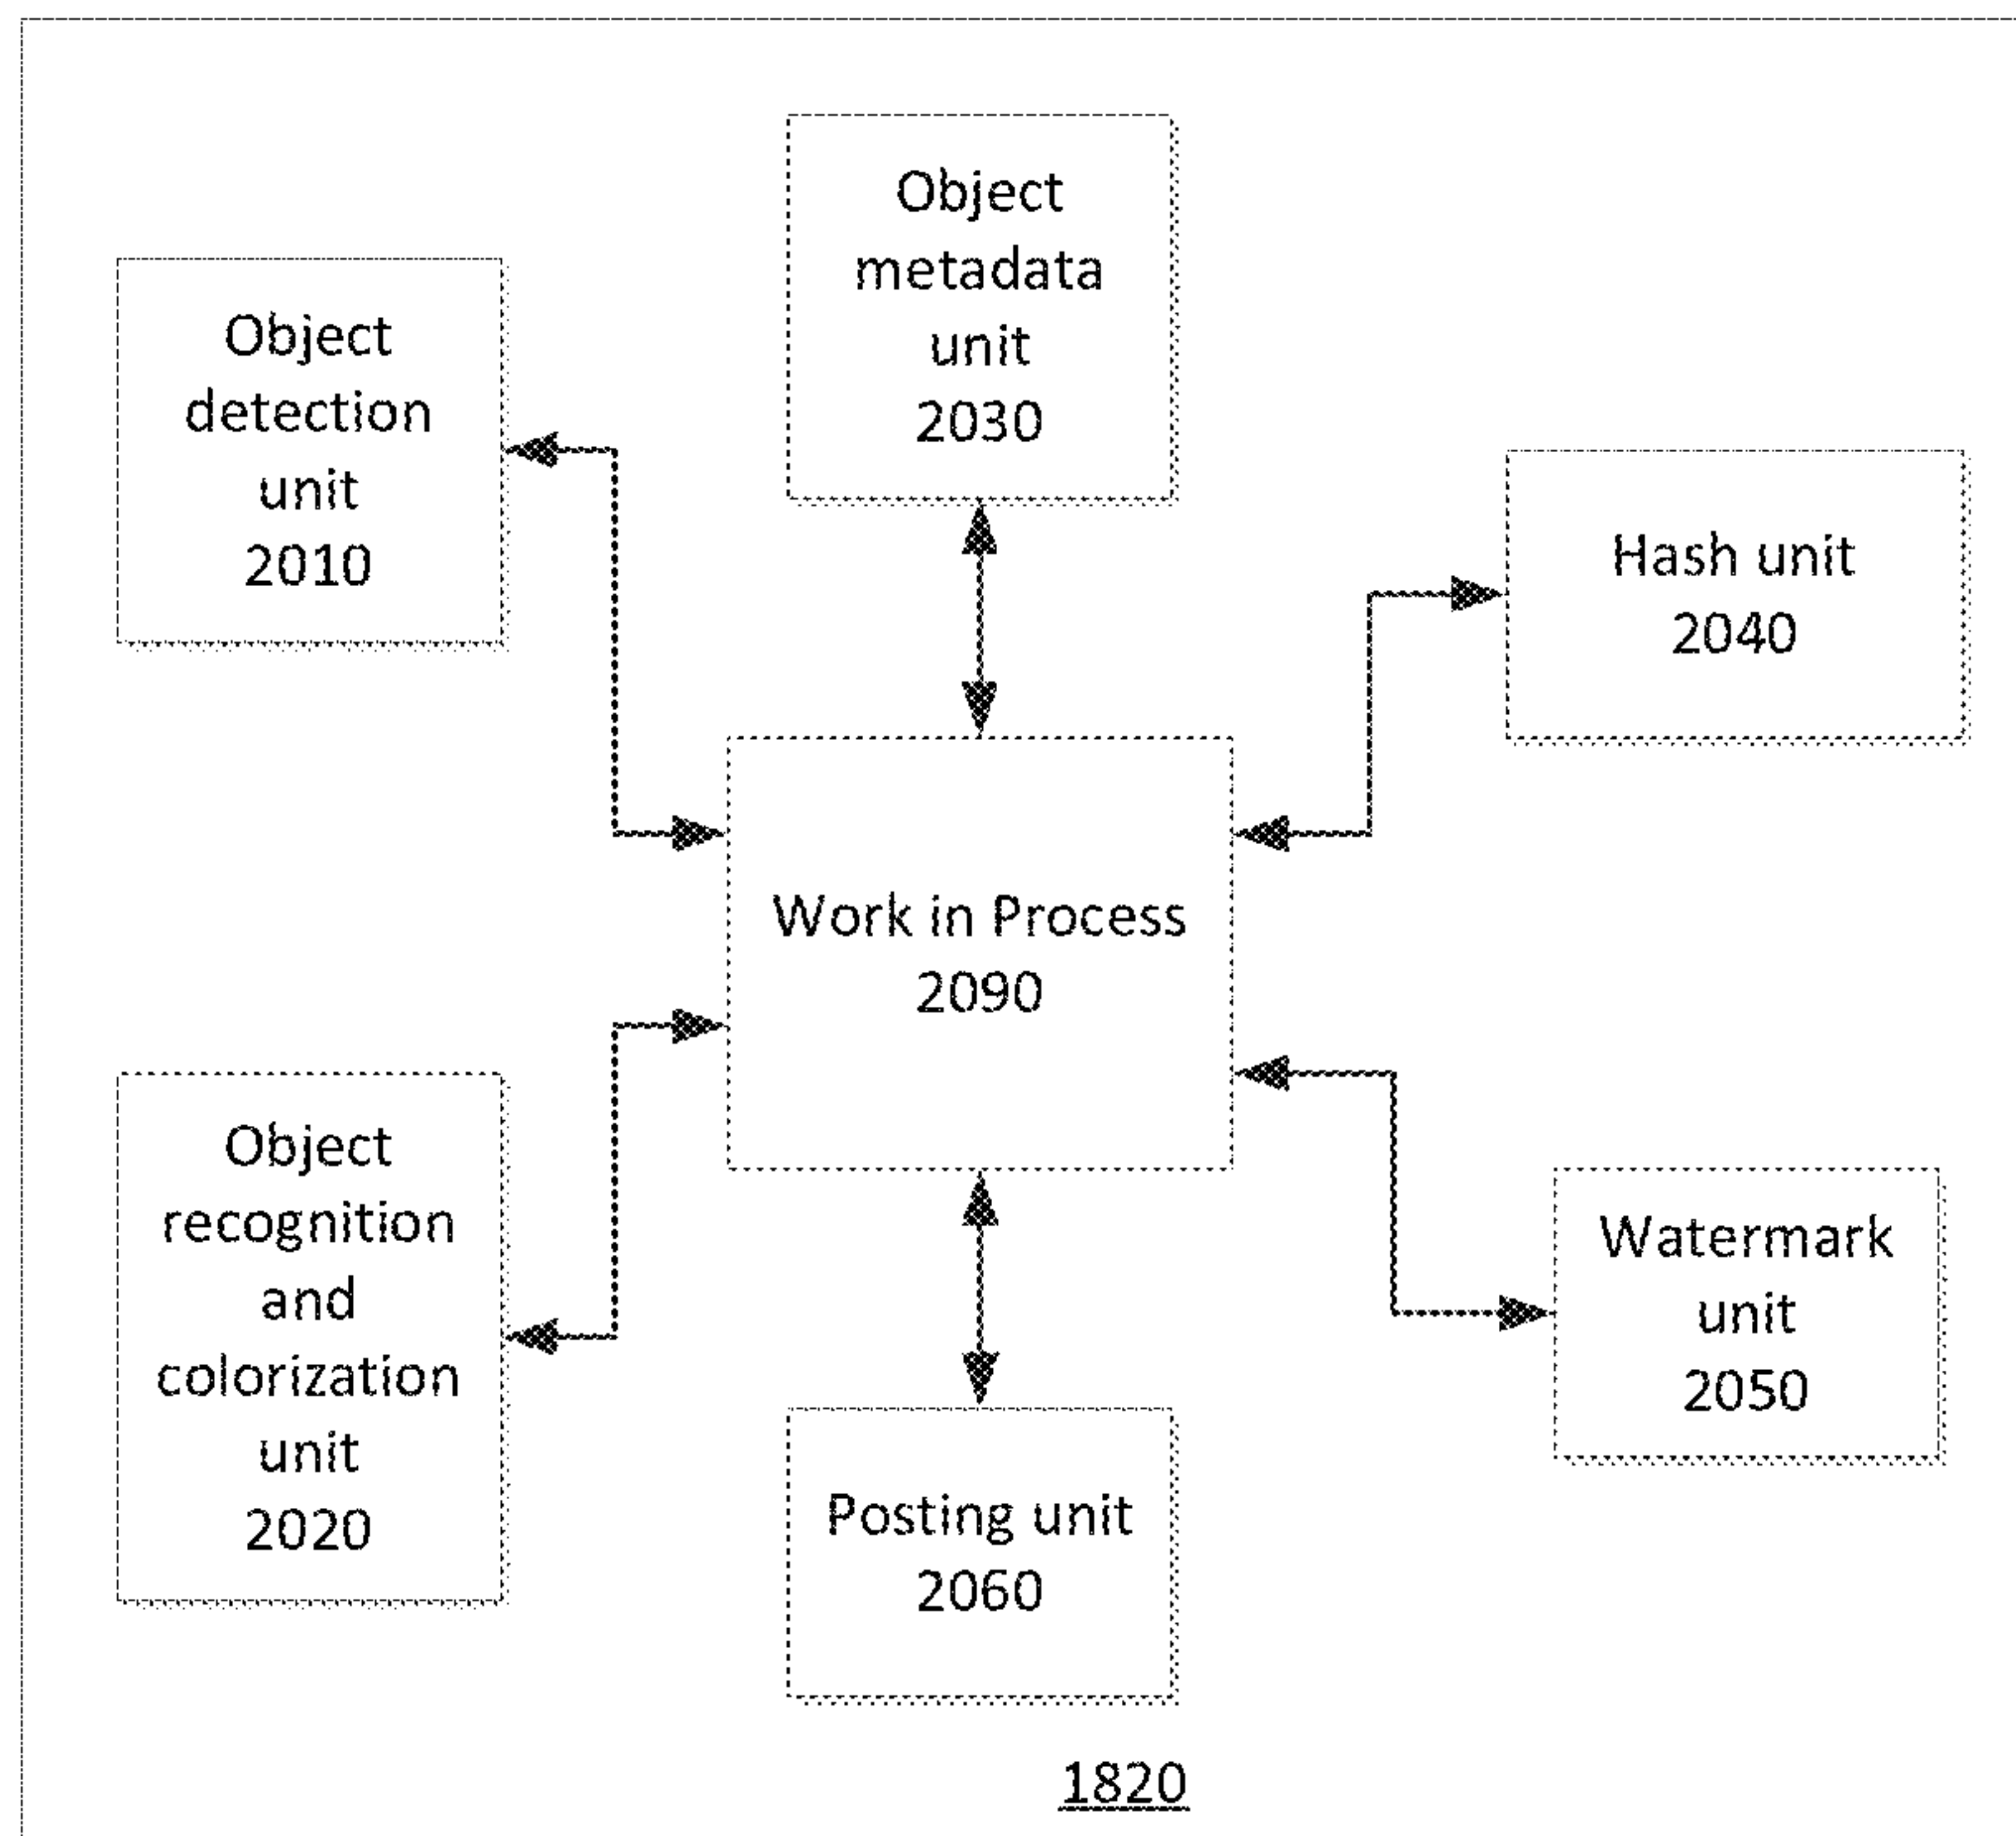 Object
metadata
unit
2030
Object
detection
unit
2010
Hash unit
2040
Work in Process
2090
Object
recognition
and
colorization
unit
2020
Watermark
unit
2050
Posting unit
2060
1820